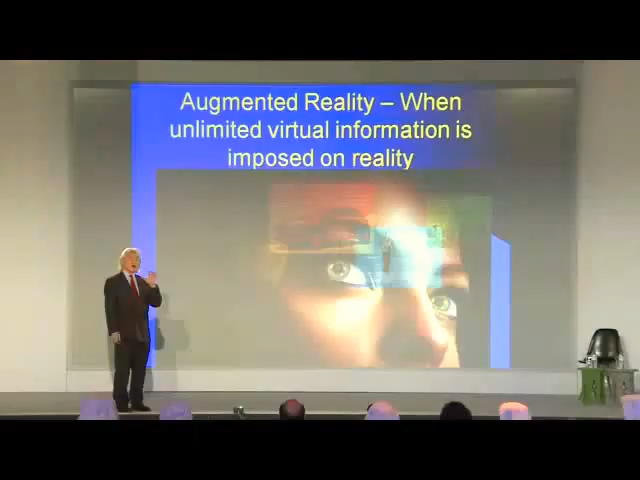 Augmented Reality – When
unlimited virtual information is
imposed on reality